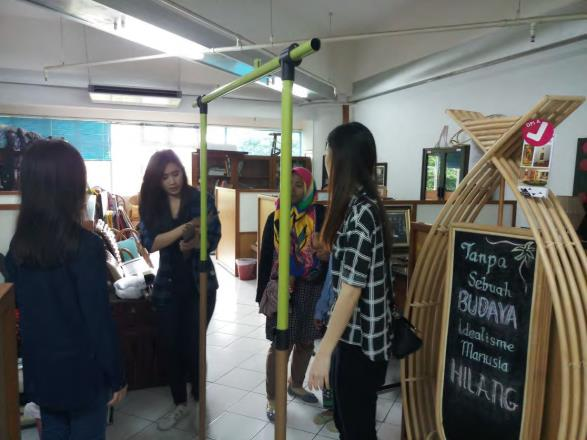 Tanpa
Sebuah
BUDAYA
Idealisme
Manusia
HILANG